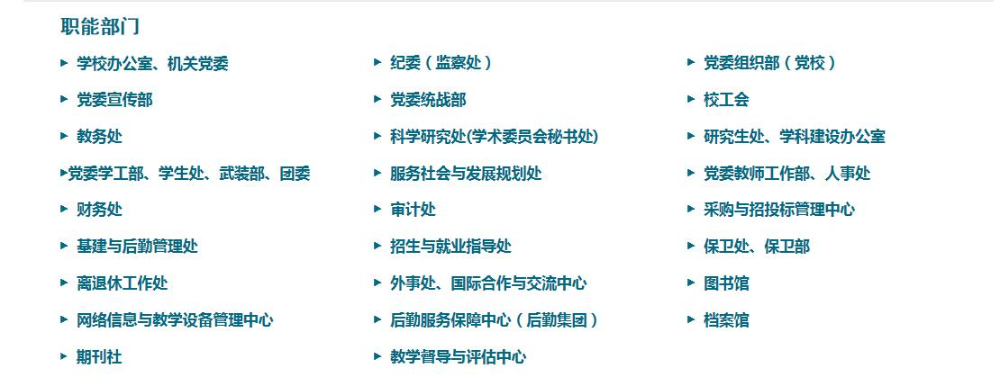 职能部门
学校办公室、机关党委
纪委（监察处）
党委组织部（党校）
党委宣传部
党委统战部
校工会
教务处
科学研究处(学术委员会秘书处)
研究生处、学科建设办公室
党委学工部、学生处、武装部、团委
服务社会与发展规划处
党委教师工作部、人事处
财务处
审计处
采购与招投标管理中心
基建与后勤管理处
招生与就业指导处
保卫处、保卫部
离退休工作处
外事处、国际合作与交流中心
图书馆
网络信息与教学设备管理中心
后勤服务保障中心（后勤集团）
档案馆
期刊社
教学督导与评估中心